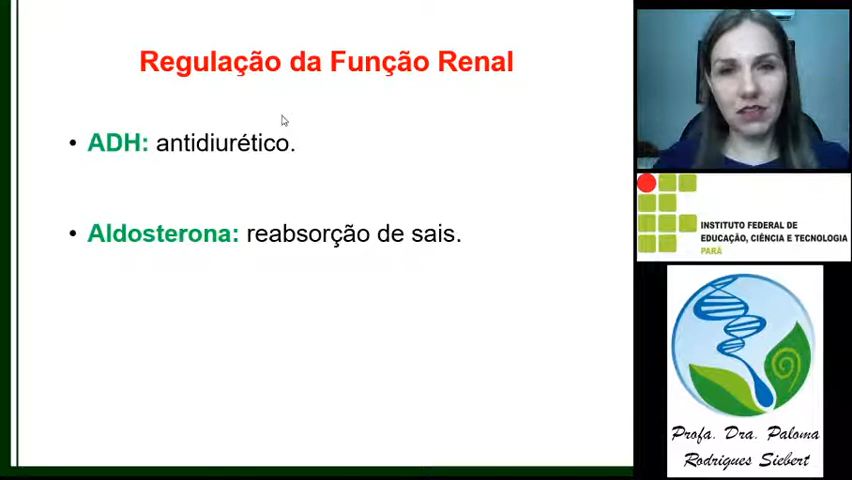 Regulação da Função Renal
• ADH: antidiurético.
• Aldosterona: reabsorção de sais.
INSTITUTO FEDERAL DE
EDUCAÇÃO, CIÊNCIA E TECNOLOGIA
PARÁ
Profa. Dra. Paloma
Rodrigues Siebert